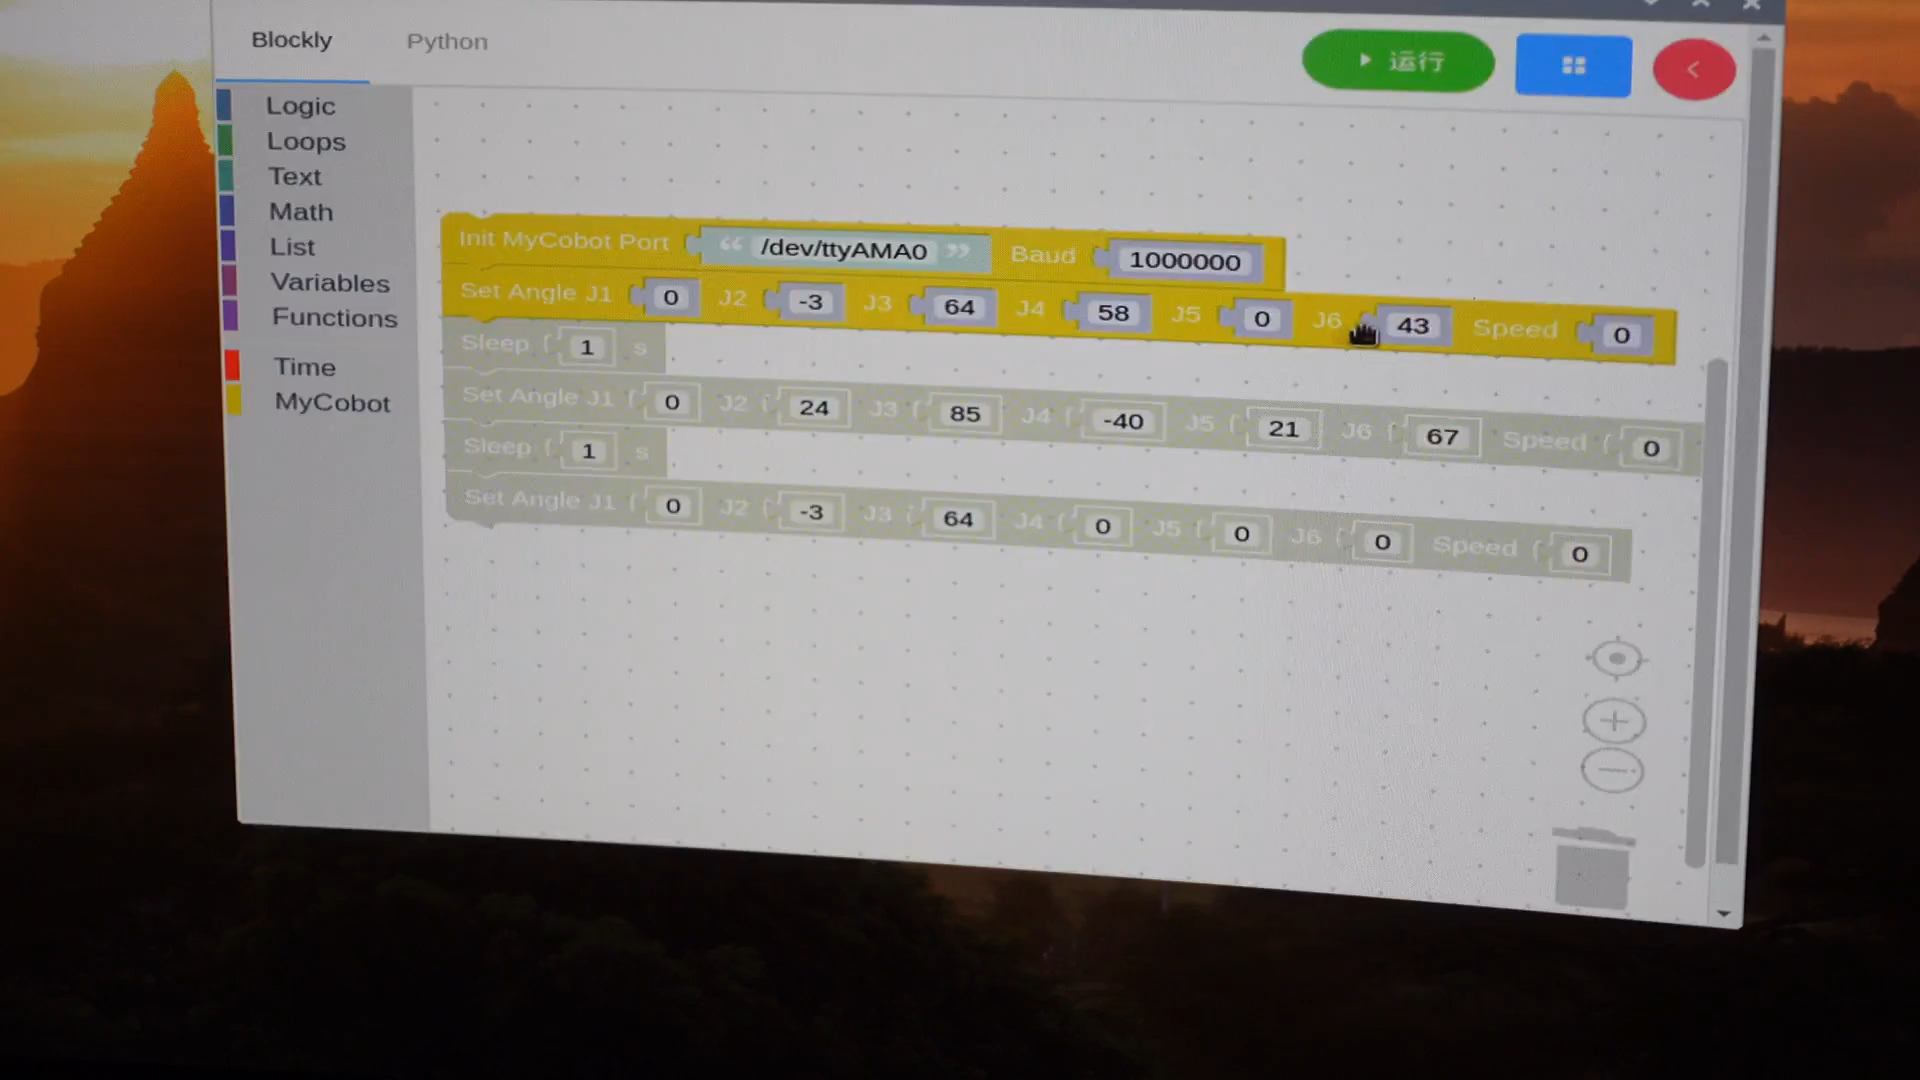 Blockly Python 运行
Logic
Loops
Text
Math
List
Variables
Functions
Time
MyCobot
Init MyCobot Port “ /dev/ttyAMA0 ” Baud 1000000
Set Angle J1 0 J2 -3 J3 64 J4 58 J5 0 J6 43 Speed 0
Sleep 1 s
Set Angle J1 0 J2 24 J3 85 J4 -40 J5 21 J6 67 Speed 0
Sleep 1 s
Set Angle J1 0 J2 -3 J3 64 J4 0 J5 0 J6 0 Speed 0